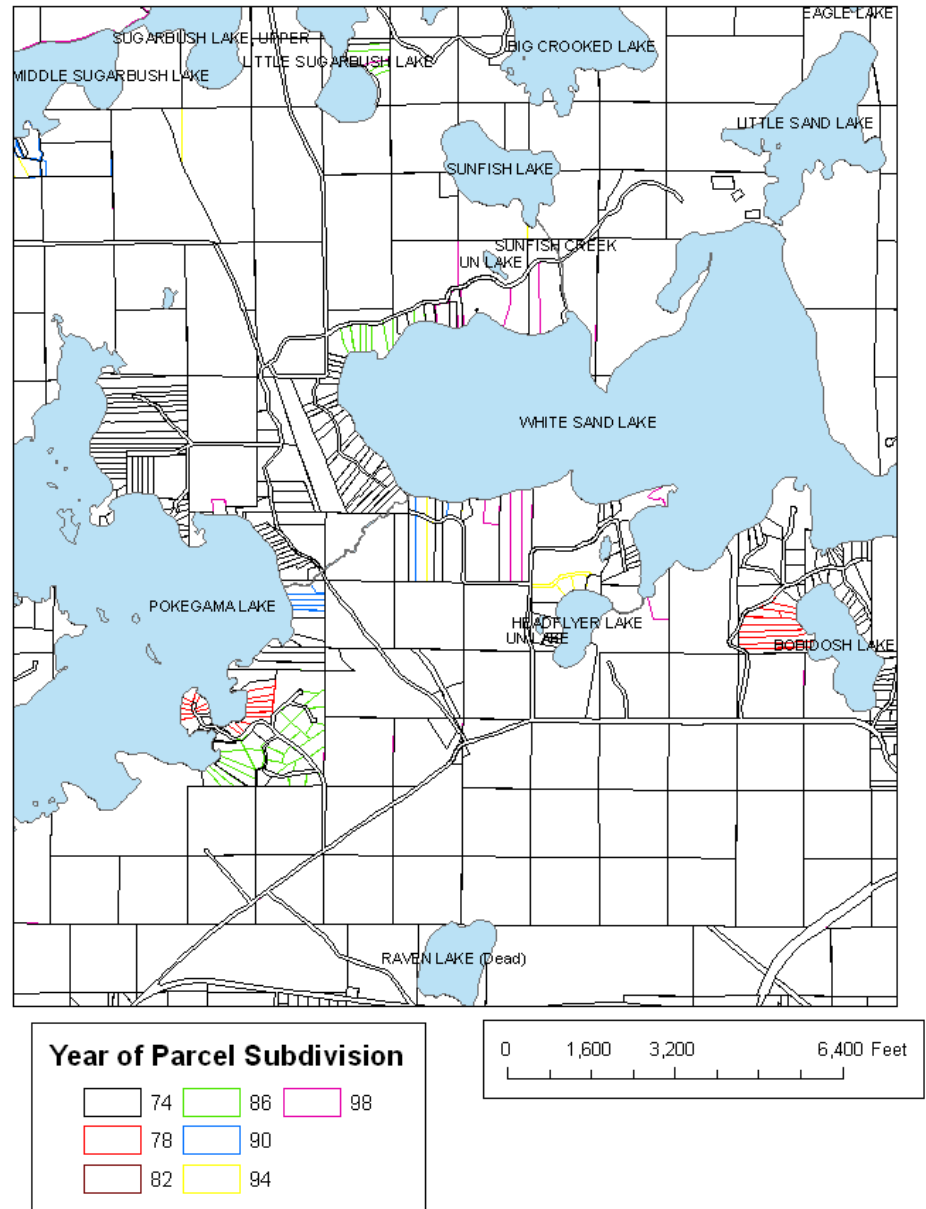 EAGLE LAKE
SUGARBUSH LAKE, UPPER
BIG CROOKED LAKE
LITTLE SUGARBUSH LAKE
MIDDLE SUGARBUSH LAKE
LITTLE SAND LAKE
SUNFISH LAKE
SUNFISH CREEK
UN LAKE
WHITE SAND LAKE
POKEGAMA LAKE
HEADFLYER LAKE
UN LAKE
BOBIDOSH LAKE
RAVEN LAKE (Dead)
Year of Parcel Subdivision
74 86 98
78 90
82 94
0 1,600 3,200 6,400 Feet